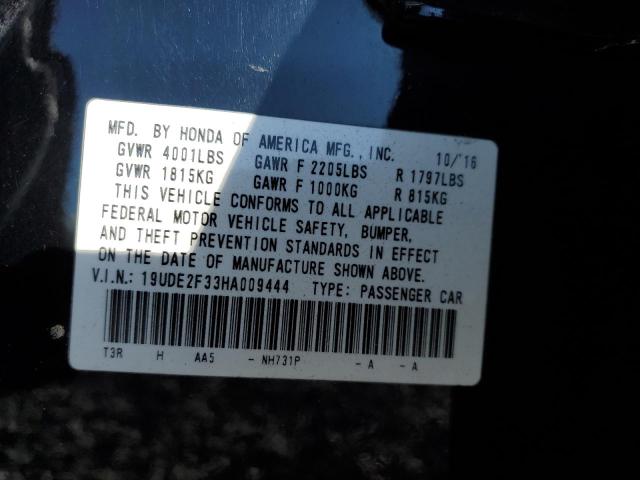 MFD. BY HONDA OF AMERICA MFG., INC. 10/'16
GVWR 4001LBS GAWR F 2205LBS R 1797LBS
GVWR 1815KG GAWR F 1000KG R 815KG
THIS VEHICLE CONFORMS TO ALL APPLICABLE
FEDERAL MOTOR VEHICLE SAFETY, BUMPER,
AND THEFT PREVENTION STANDARDS IN EFFECT
ON THE DATE OF MANUFACTURE SHOWN ABOVE.
V.I.N.: 19UDE2F33HA009444 TYPE: PASSENGER CAR
T3R H AA5 - NH731P - A - A